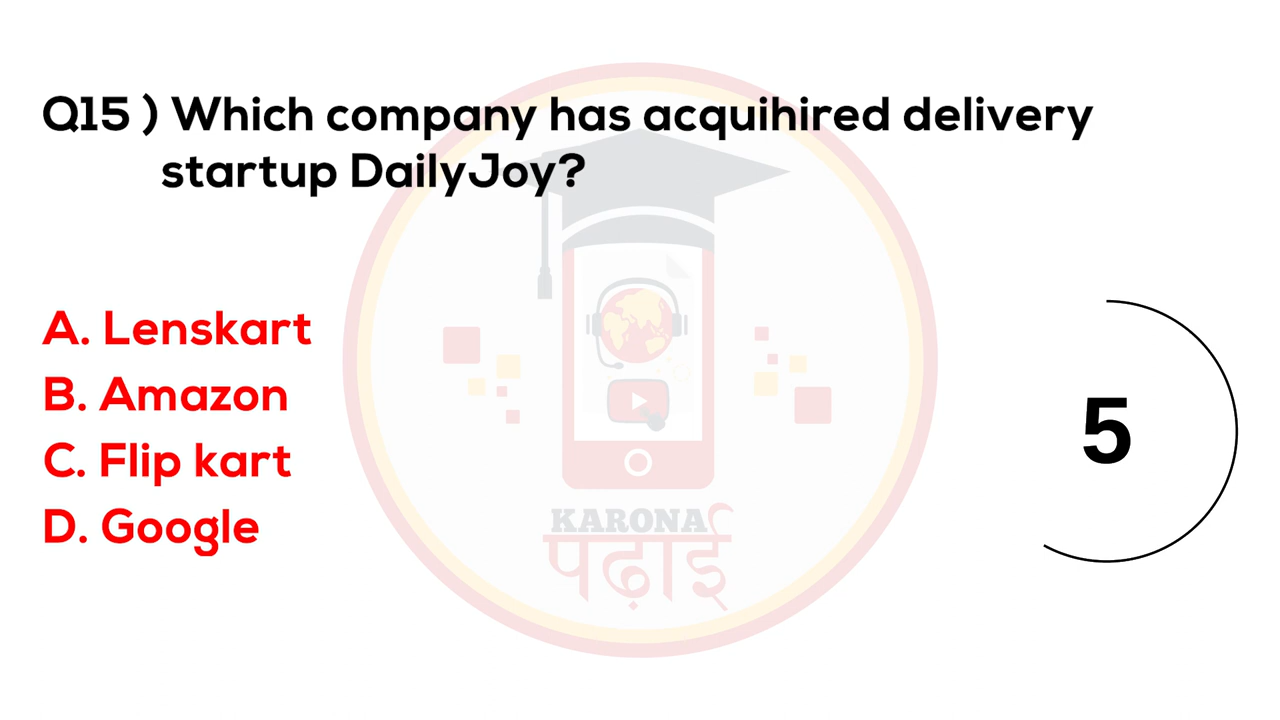 Q15 ) Which company has acquihired delivery
startup DailyJoy?
A. Lenskart
B. Amazon
C. Flip kart
D. Google
5
KARONA
पढ़ाई